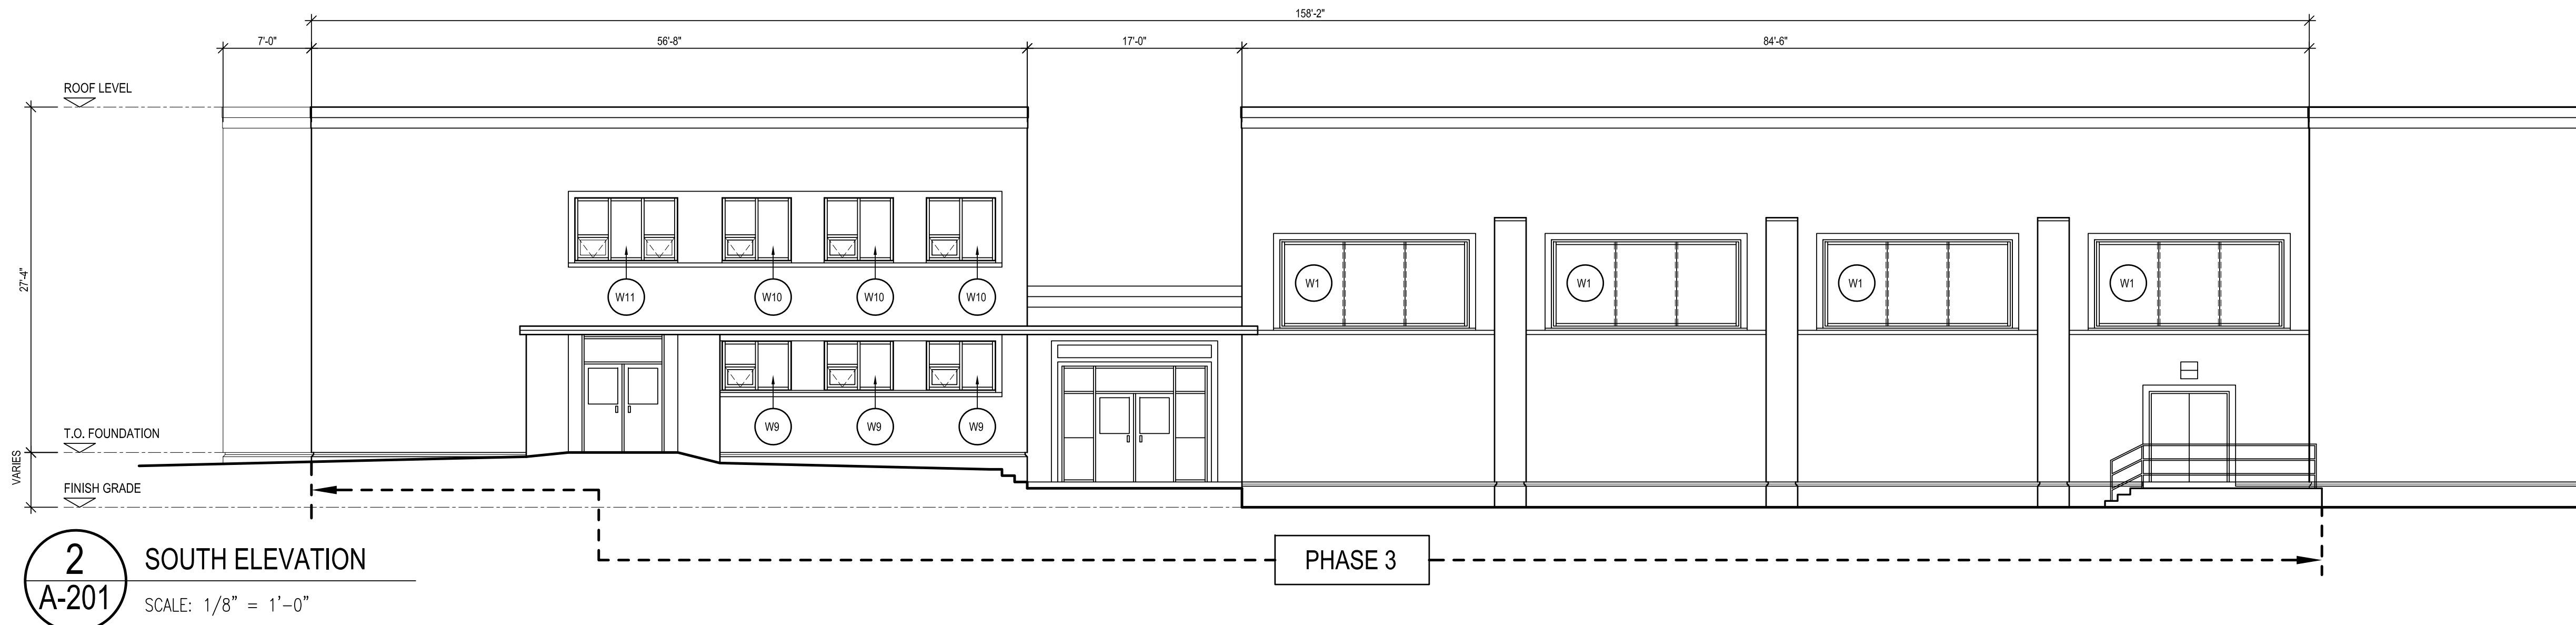 158'-2"
7'-0"
56'-8"
17'-0"
84'-6"
ROOF LEVEL
27'-4"
W11
W10
W10
W10
W1
W1
W1
W1
W9
W9
W9
T.O. FOUNDATION
VARIES
FINISH GRADE
PHASE 3
2
A-201
SOUTH ELEVATION
SCALE: 1/8" = 1'-0"